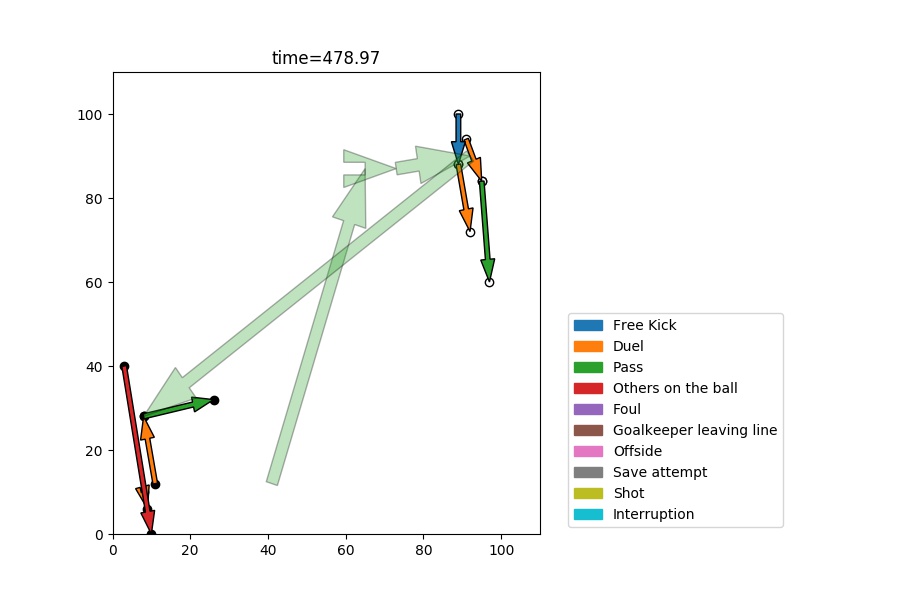 time=478.97
100
80
60
40
20
0
0
20
40
60
80
100
Free Kick
Duel
Pass
Others on the ball
Foul
Goalkeeper leaving line
Offside
Save attempt
Shot
Interruption